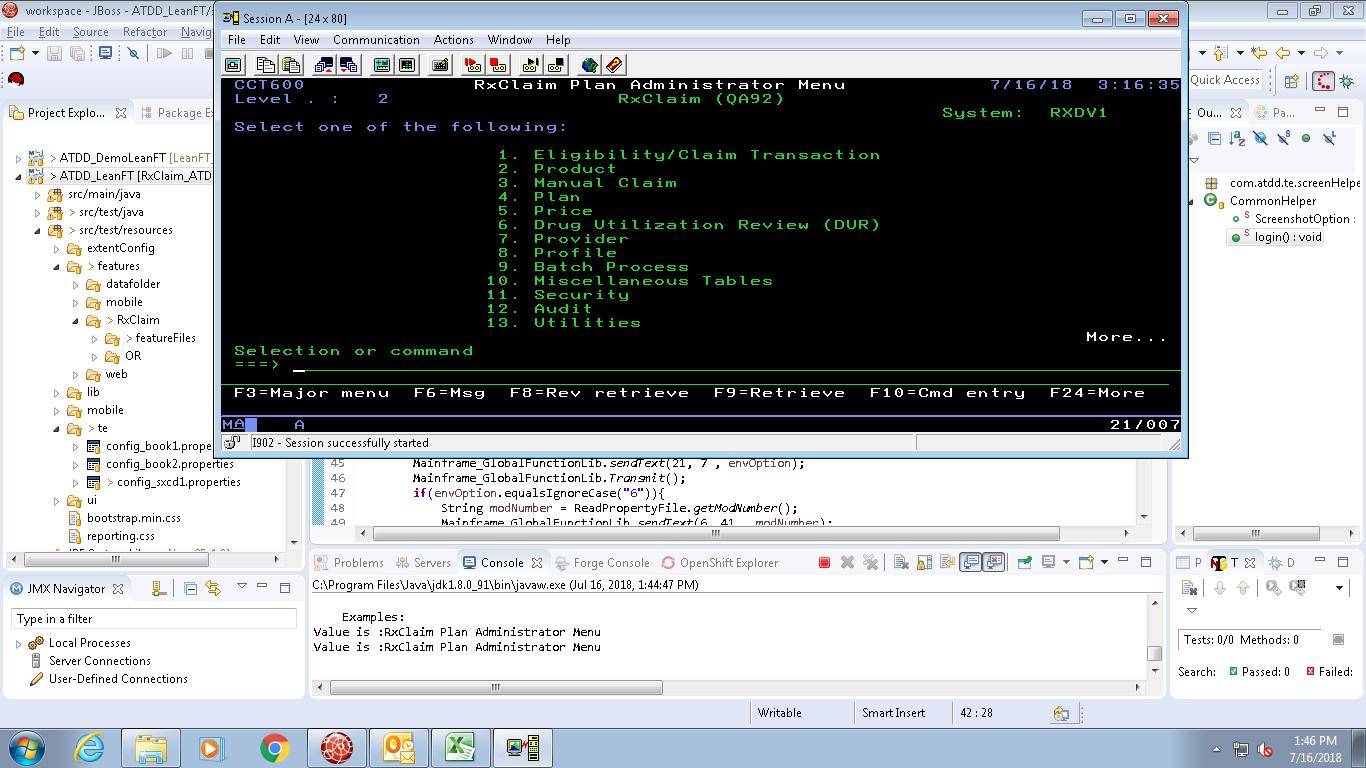 workspace - JBoss - ATDD_LeanFT/
File Edit Source Refactor Navig
Project Explo...
Package E
> ATDD_DemoLeanFT [LeanFT_
> ATDD_LeanFT [RxClaim_ATD
src/main/java
> src/test/java
> src/test/resources
extentConfig
> features
datafolder
mobile
> RxClaim
> featureFiles
OR
web
lib
mobile
> te
config_book1.prope
config_book2.properties
> config_sxcd1.properties
ui
bootstrap.min.css
reporting.css
Session A - [24 x 80]
File Edit View Communication Actions Window Help
CCT600 RxClaim Plan Administrator Menu 7/16/18 3:16:35
Level . : 2 RxClaim (QA92)
System: RXDV1
Select one of the following:
1. Eligibility/Claim Transaction
2. Product
3. Manual Claim
4. Plan
5. Price
6. Drug Utilization Review (DUR)
7. Provider
8. Profile
9. Batch Process
10. Miscellaneous Tables
11. Security
12. Audit
13. Utilities
More...
Selection or command
===>
F3=Major menu F6=Msg F8=Rev retrieve F9=Retrieve F10=Cmd entry F24=More
MA A 21/007
I902 - Session successfully started
Quick Access
Ou...
Pa...
com.atdd.te.screenHelpe
CommonHelper
ScreenshotOption :
login() : void
45 Mainframe_GlobalFunctionLib.sendText(21, 7 , envOption);
46 Mainframe_GlobalFunctionLib.Transmit();
47 if(envOption.equalsIgnoreCase("6")){
48 String modNumber = ReadPropertyFile.getModNumber();
49 Mainframe_GlobalFunctionLib.sendText(6, 41, modNumber);
JMX Navigator
Type in a filter
Local Processes
Server Connections
User-Defined Connections
Problems Servers Console Forge Console OpenShift Explorer
C:\Program Files\Java\jdk1.8.0_91\bin\javaw.exe (Jul 16, 2018, 1:44:47 PM)
Examples:
Value is :RxClaim Plan Administrator Menu
Value is :RxClaim Plan Administrator Menu
P T D
Tests: 0/0 Methods: 0
Search: Passed: 0 Failed:
Writable Smart Insert 42 : 28
1:46 PM
7/16/2018